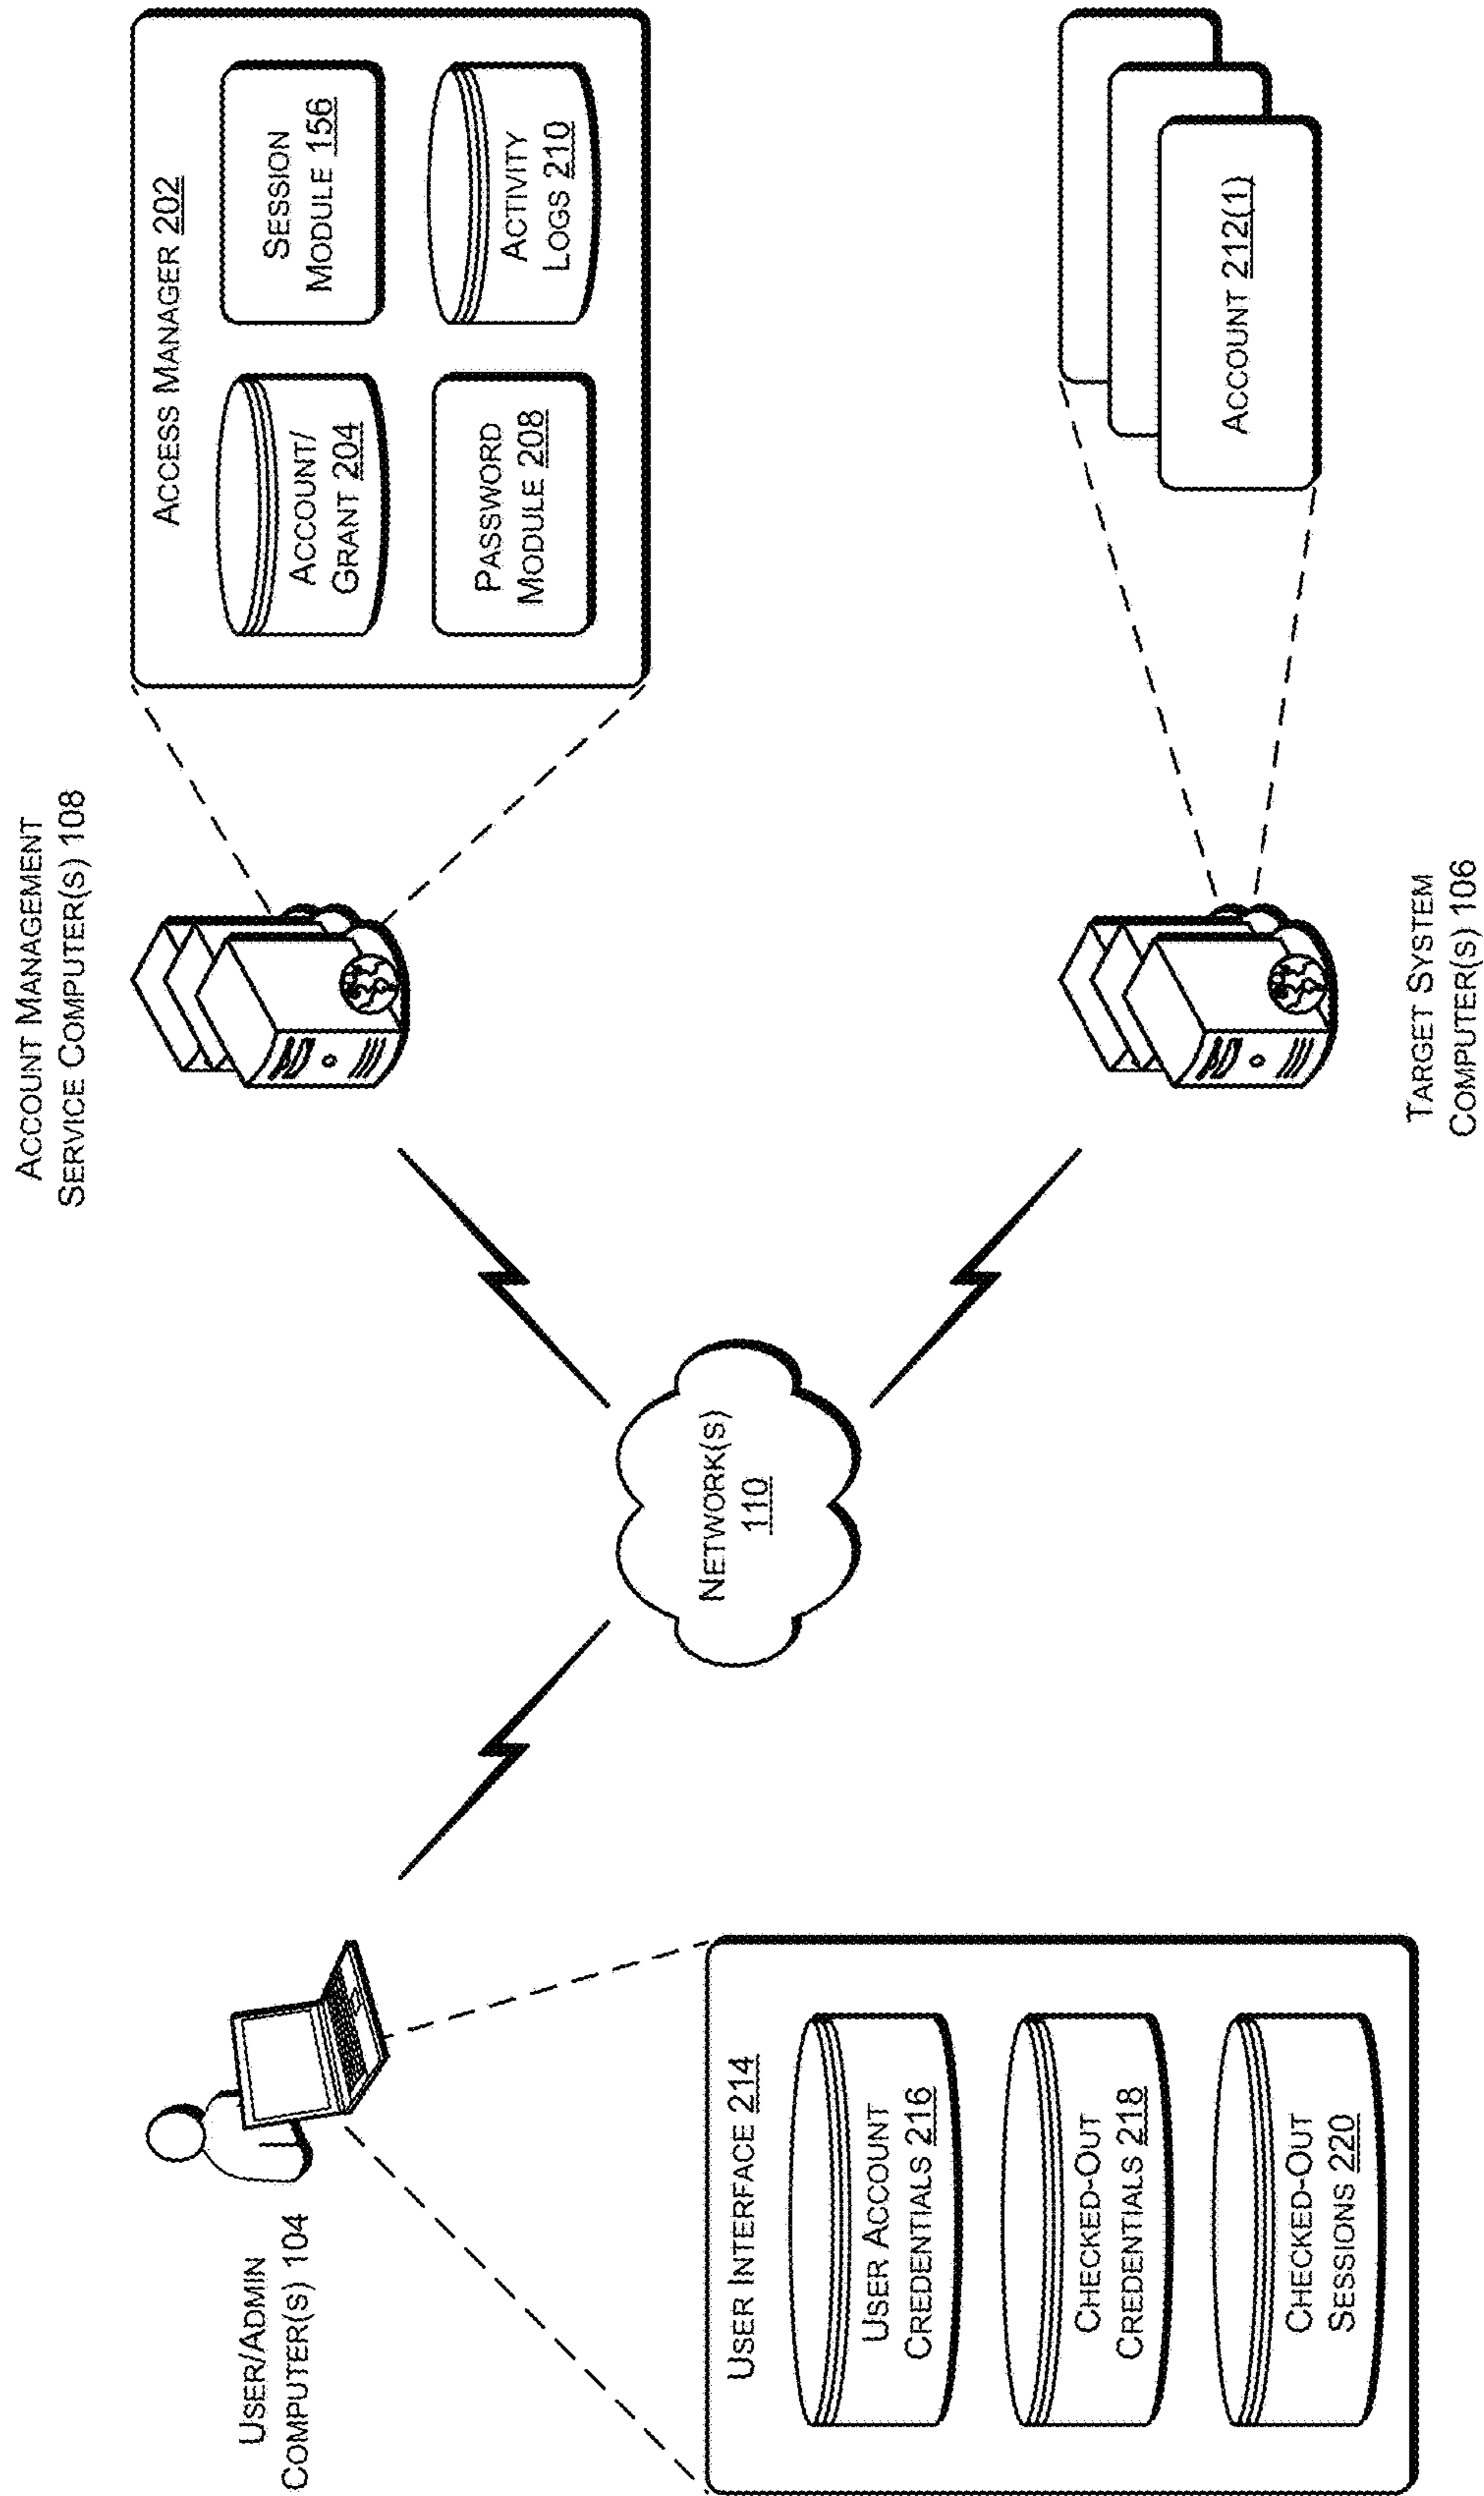 ACCOUNT MANAGEMENT
SERVICE COMPUTER(S) 108
USER/ADMIN
COMPUTER(S) 104
ACCESS MANAGER 202
ACCOUNT/
GRANT 204
SESSION
MODULE 156
PASSWORD
MODULE 208
ACTIVITY
LOGS 210
NETWORK(S)
110
USER INTERFACE 214
USER ACCOUNT
CREDENTIALS 216
CHECKED-OUT
CREDENTIALS 218
CHECKED-OUT
SESSIONS 220
ACCOUNT 212(1)
TARGET SYSTEM
COMPUTER(S) 106